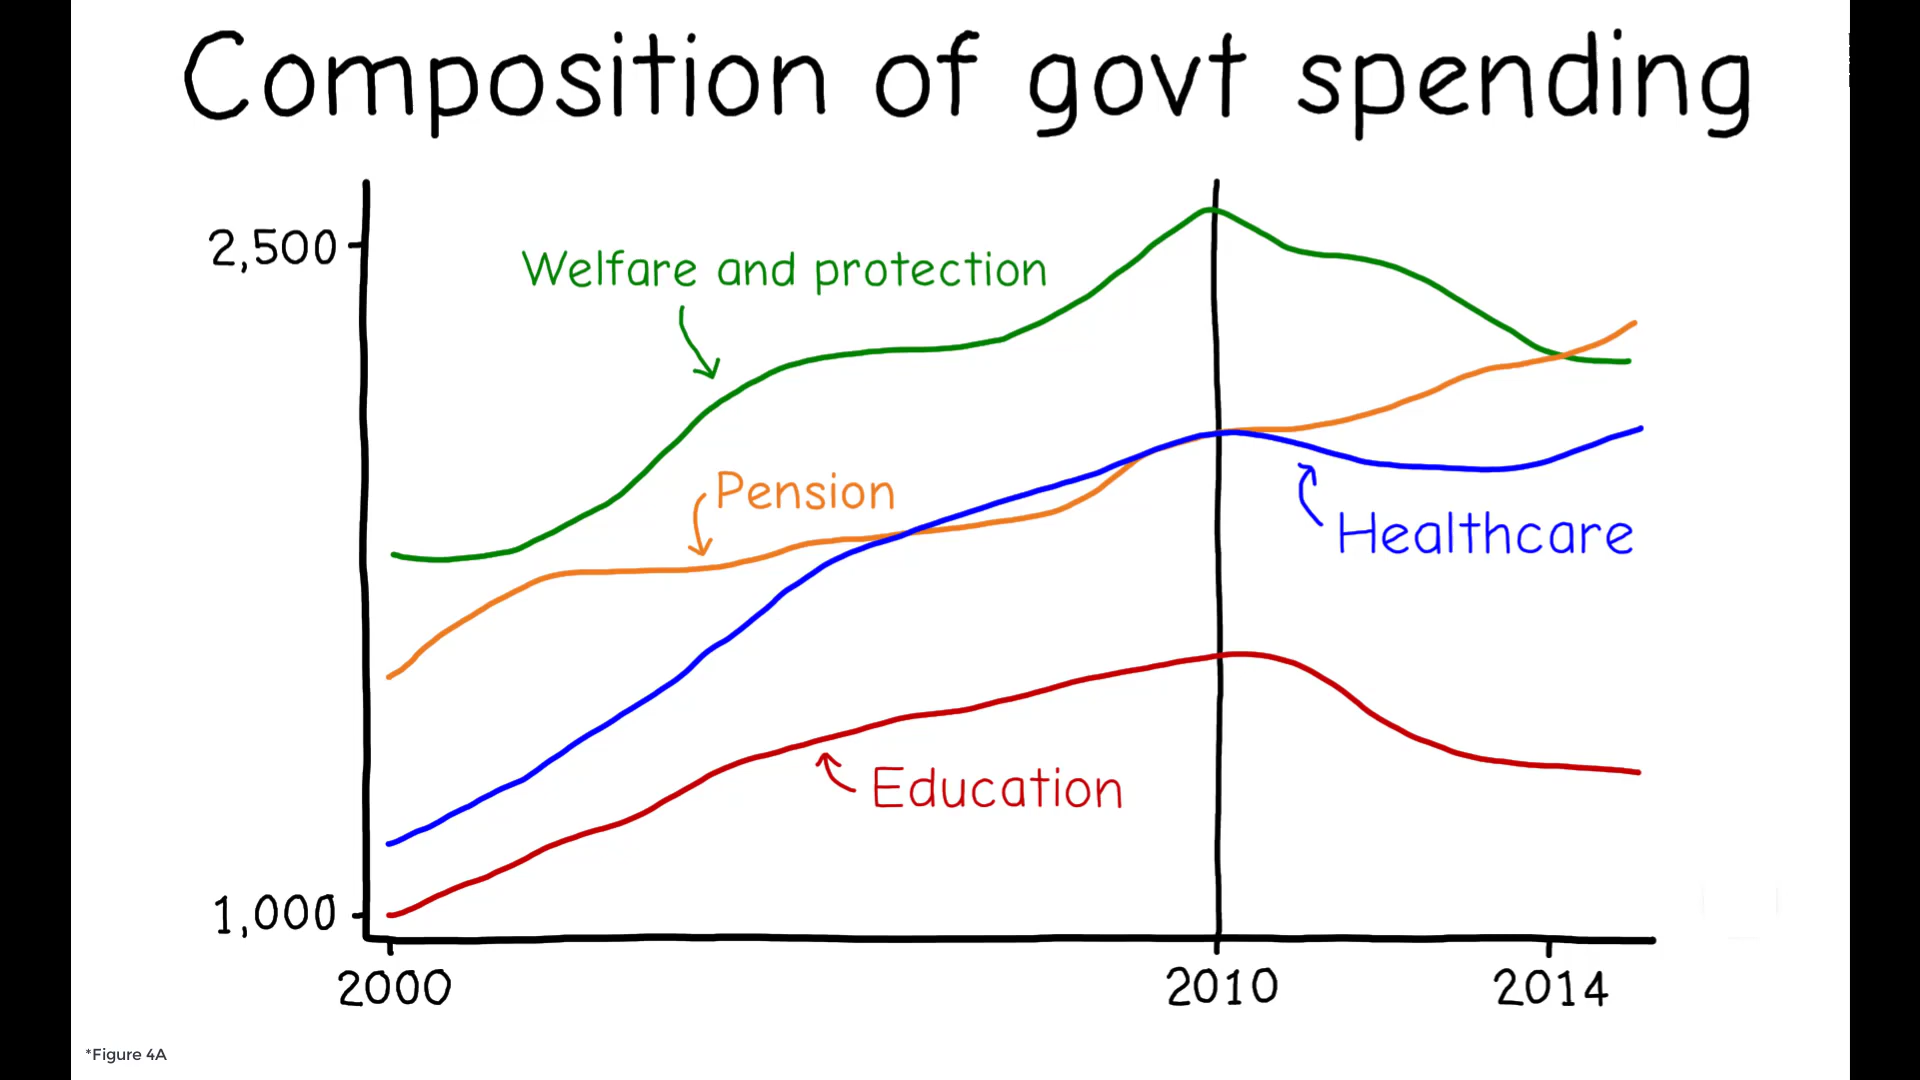 Composition of govt spending
2,500
Welfare and protection
Pension
Healthcare
Education
1,000
2000
2010
2014
*Figure 4A